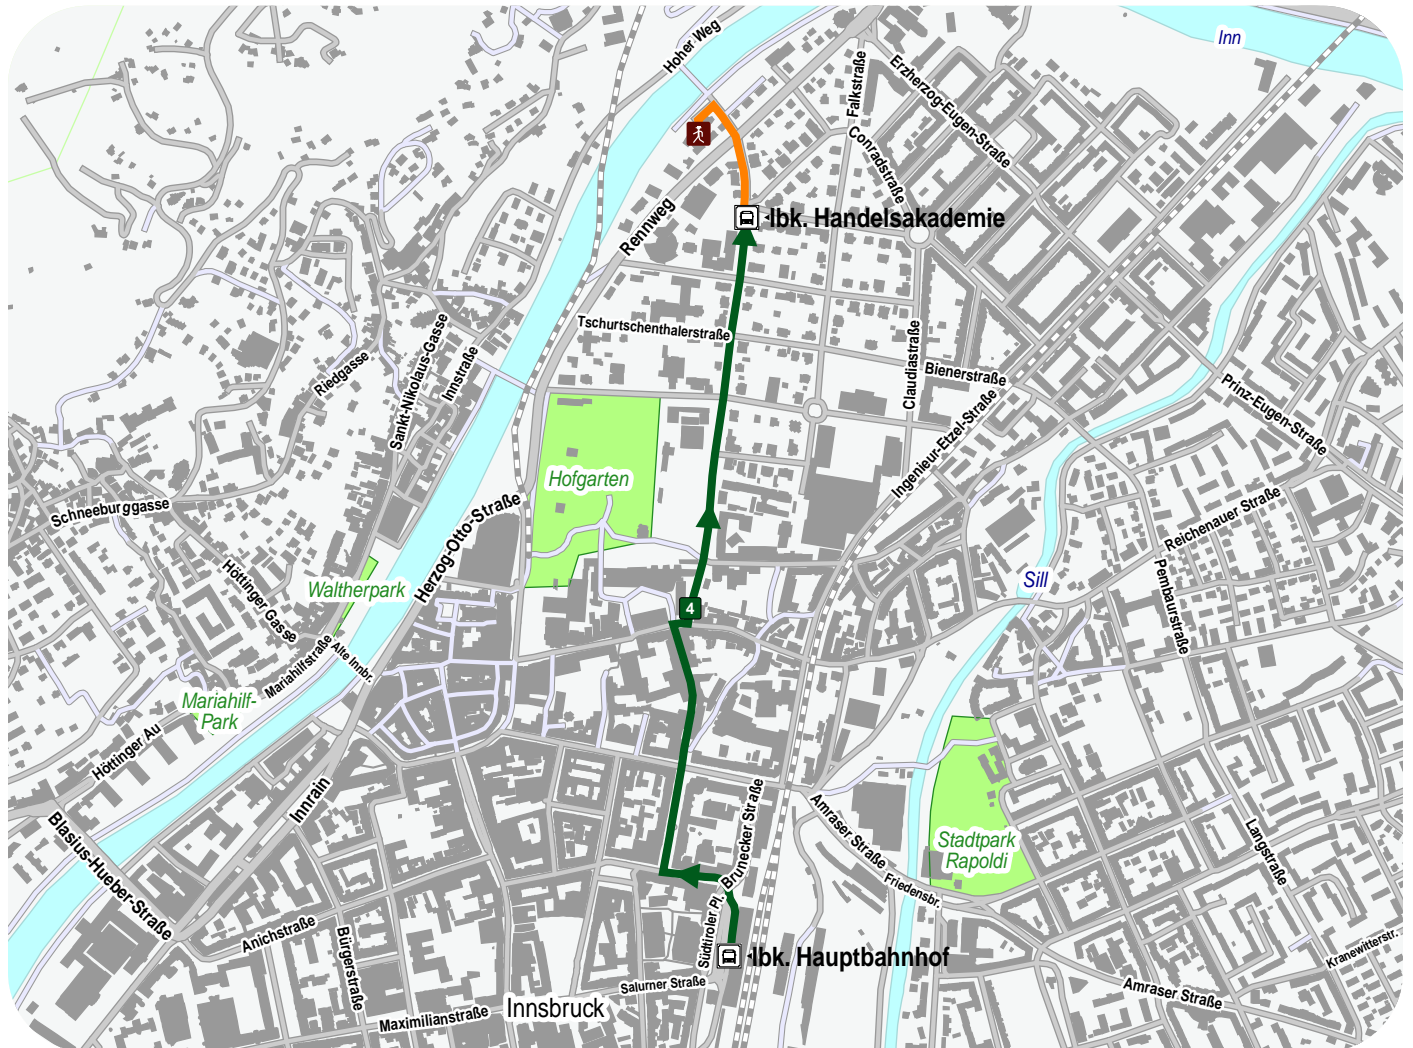 Hoher Weg
Inn
Erzherzog-Eugen-Straße
Falkstraße
Conradstraße
Rennweg
Ibk. Handelsakademie
Tschurtschenthalerstraße
Bienerstraße
Claudiastraße
Ingenieur-Etzel-Straße
Prinz-Eugen-Straße
Sankt-Nikolaus-Gasse
Innstraße
Riedgasse
Hofgarten
Schneeburggasse
Herzog-Otto-Straße
Reichenauer Straße
Höttinger Gasse
Waltherpark
Sill
Pembaurstraße
4
Mariahilfstraße
Alte Innbr.
Mariahilf-
Park
Höttinger Au
Innrain
Blasius-Hueber-Straße
Brunecker Straße
Amraser Straße
Stadtpark
Rapoldi
Langstraße
Friedensbr.
Südtiroler Pl.
Anichstraße
Bürgerstraße
Ibk. Hauptbahnhof
Kranewitterstr.
Salurner Straße
Amraser Straße
Maximilianstraße
Innsbruck